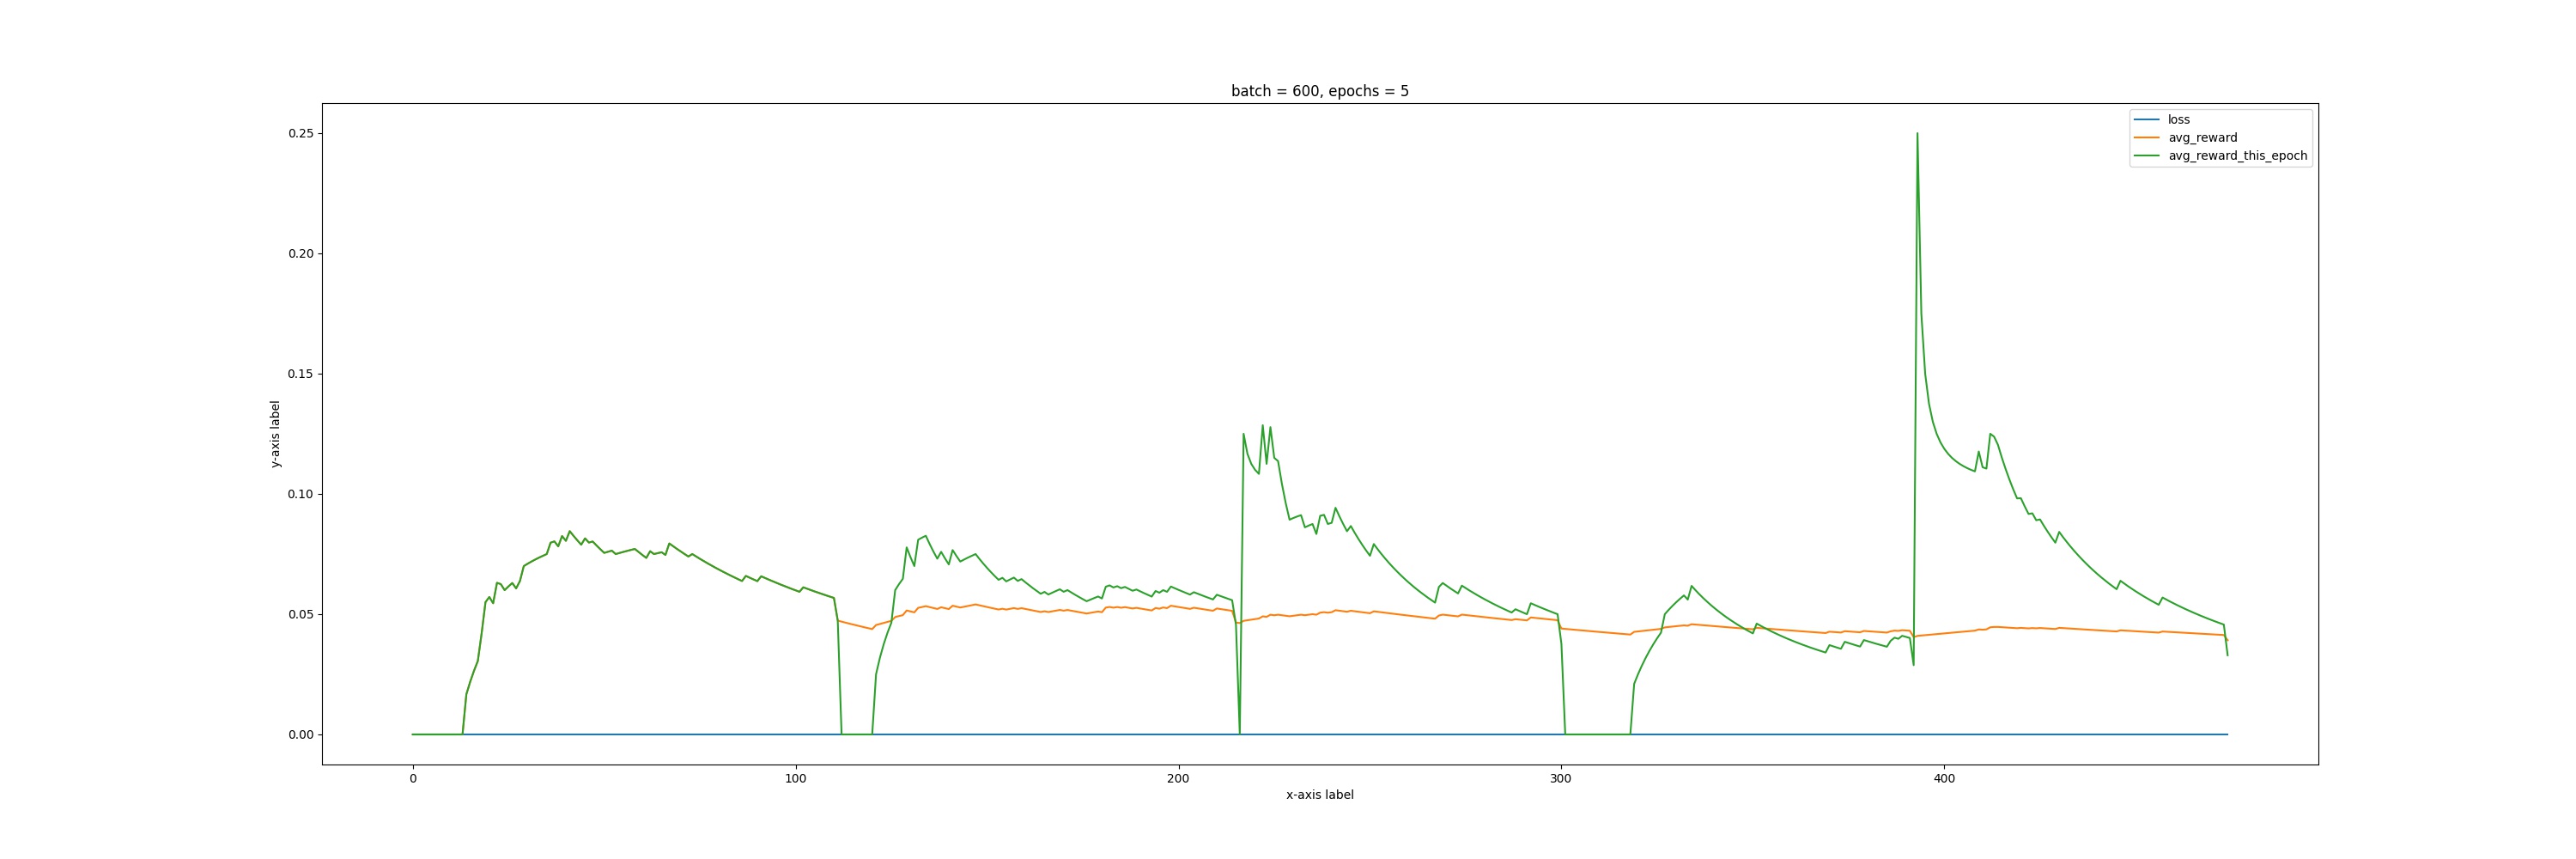 batch = 600, epochs = 5
loss
avg_reward
avg_reward_this_epoch
0.25
0.20
0.15
0.10
0.05
0.00
y-axis label
0 100 200 300 400
x-axis label